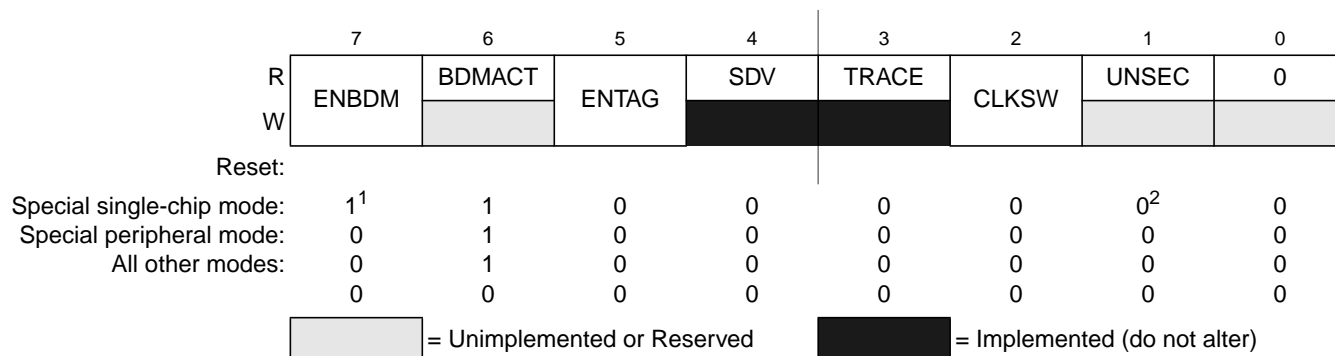 7 6 5 4 3 2 1 0
R ENBDM BDMACT ENTAG SDV TRACE CLKSW UNSEC 0
W
Reset:
Special single-chip mode: 1¹ 1 0 0 0 0 0² 0
Special peripheral mode: 0 1 0 0 0 0 0 0
All other modes: 0 1 0 0 0 0 0 0
0 0 0 0 0 0 0 0
= Unimplemented or Reserved = Implemented (do not alter)